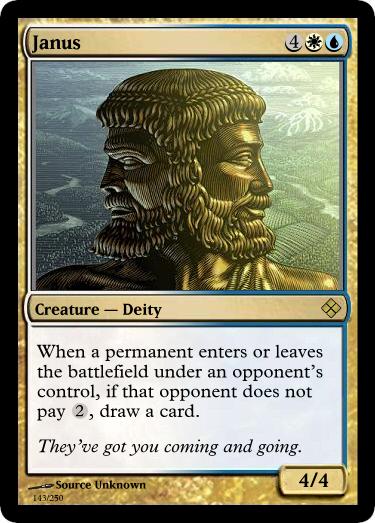 Janus 4
Creature — Deity
When a permanent enters or leaves
the battlefield under an opponent's
control, if that opponent does not
pay 2, draw a card.
They've got you coming and going.
Source Unknown
4/4
143/250